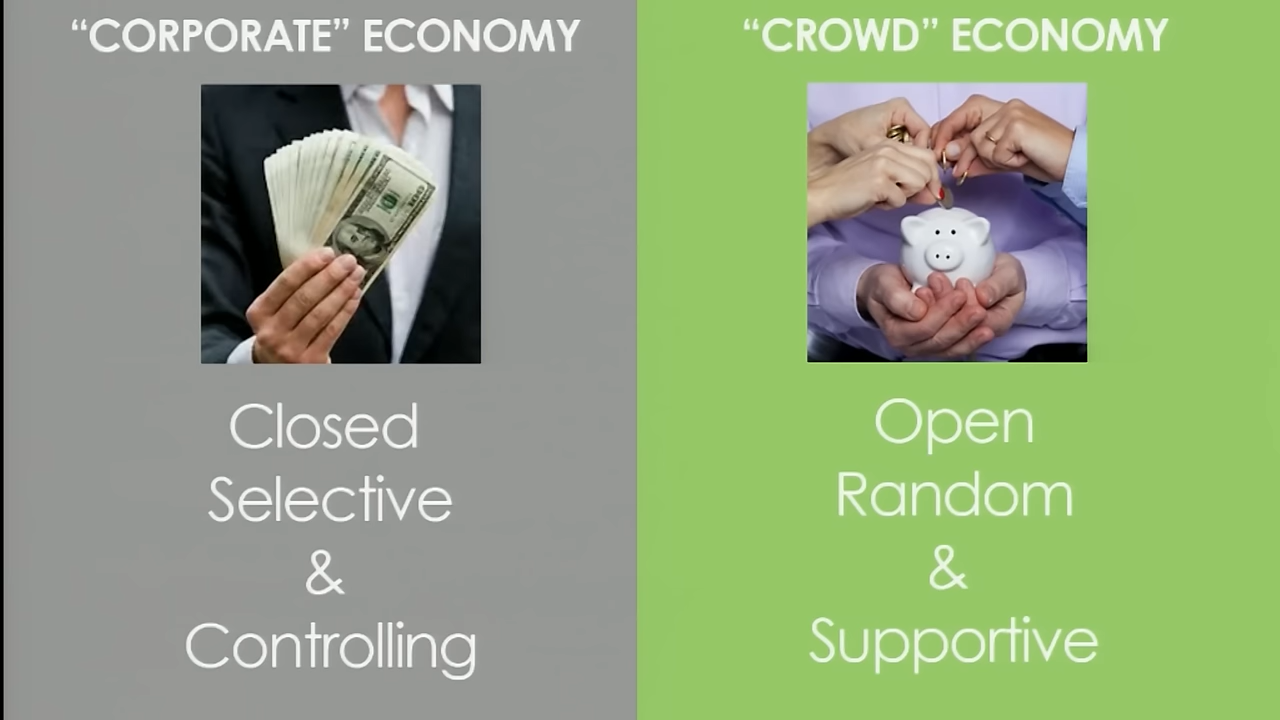 “CORPORATE” ECONOMY
Closed
Selective
&
Controlling
“CROWD” ECONOMY
Open
Random
&
Supportive